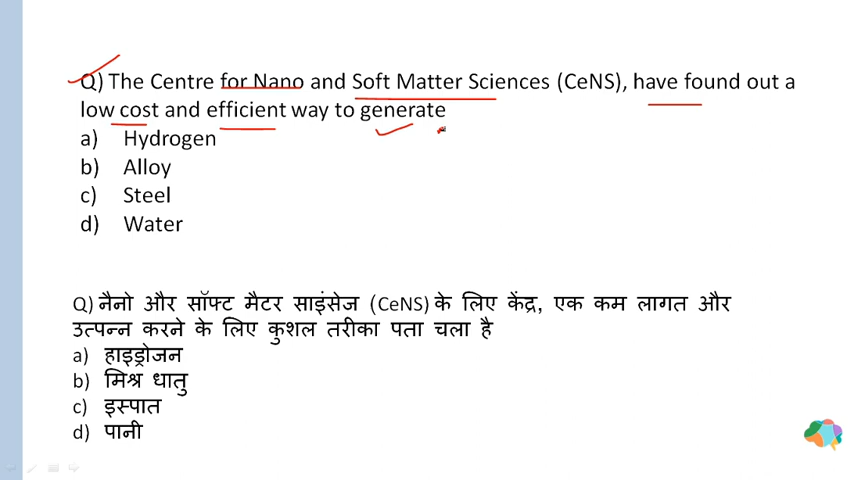 Q) The Centre for Nano and Soft Matter Sciences (CeNS), have found out a
low cost and efficient way to generate
a) Hydrogen
b) Alloy
c) Steel
d) Water
Q) नैनो और सॉफ्ट मैटर साइंसेज (CeNS) के लिए केंद्र, एक कम लागत और
उत्पन्न करने के लिए कुशल तरीका पता चला है
a) हाइड्रोजन
b) मिश्र धातु
c) इस्पात
d) पानी